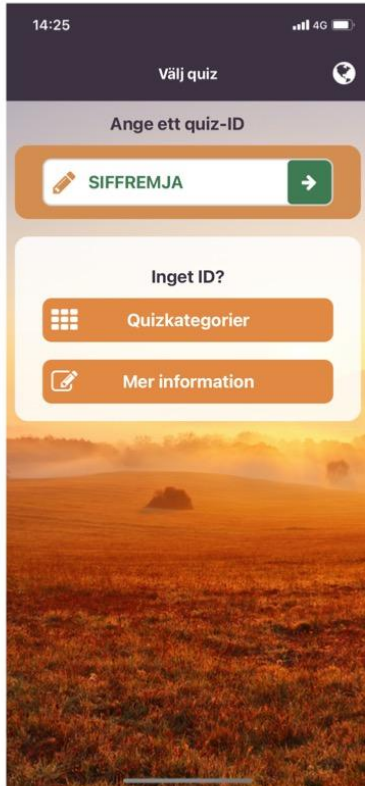 14:25
4G
Välj quiz
Ange ett quiz-ID
SIFFREMJA
Inget ID?
Quizkategorier
Mer information